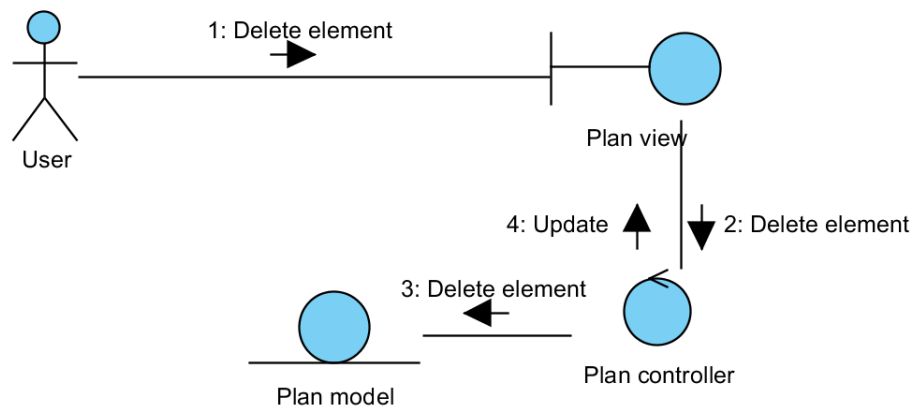 1: Delete element
User
Plan view
4: Update
2: Delete element
3: Delete element
Plan model
Plan controller